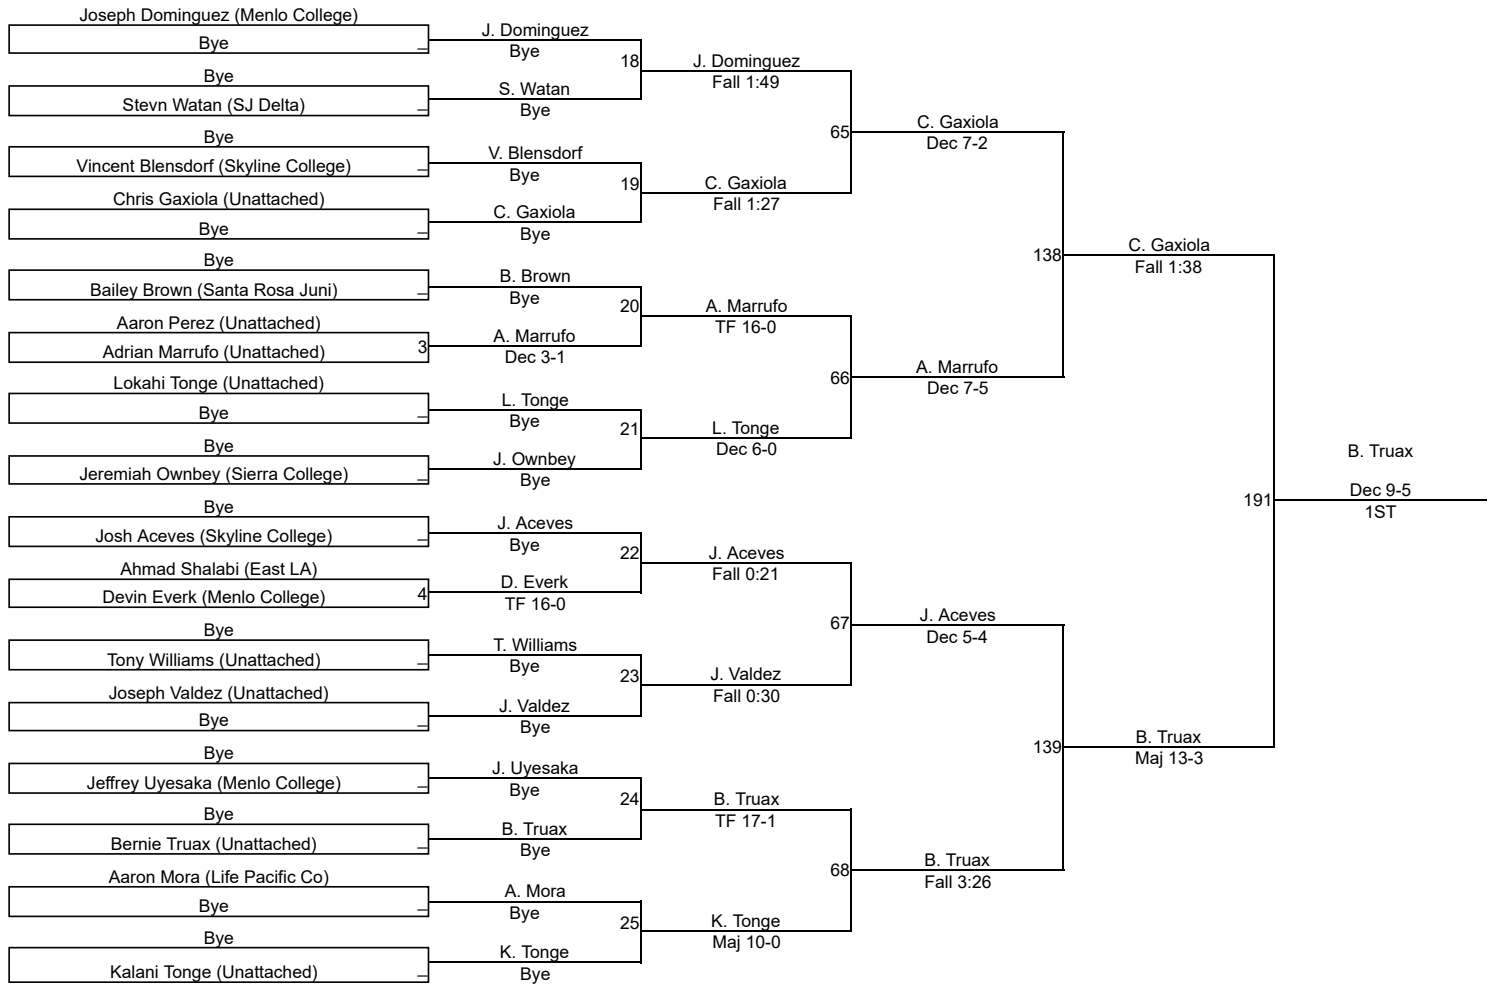 Joseph Dominguez (Menlo College)
Bye _
Bye
Stevn Watan (SJ Delta) _
Bye
Vincent Blensdorf (Skyline College) _
Chris Gaxiola (Unattached)
Bye _
Bye
Bailey Brown (Santa Rosa Juni) _
Aaron Perez (Unattached)
Adrian Marrufo (Unattached) 3
Lokahi Tonge (Unattached)
Bye _
Bye
Jeremiah Ownbey (Sierra College) _
Bye
Josh Aceves (Skyline College) _
Ahmad Shalabi (East LA)
Devin Everk (Menlo College) 4
Bye
Tony Williams (Unattached) _
Joseph Valdez (Unattached)
Bye _
Bye
Jeffrey Uyesaka (Menlo College) _
Bye
Bernie Truax (Unattached) _
Aaron Mora (Life Pacific Co)
Bye _
Bye
Kalani Tonge (Unattached) _
J. Dominguez
Bye
18
S. Watan
Bye
V. Blensdorf
Bye
19
C. Gaxiola
Bye
B. Brown
Bye
20
A. Marrufo
Dec 3-1
L. Tonge
Bye
21
J. Ownbey
Bye
J. Aceves
Bye
22
D. Everk
TF 16-0
T. Williams
Bye
23
J. Valdez
Bye
J. Uyesaka
Bye
24
B. Truax
Bye
A. Mora
Bye
25
K. Tonge
Bye
J. Dominguez
Fall 1:49
65
C. Gaxiola
Fall 1:27
A. Marrufo
TF 16-0
66
L. Tonge
Dec 6-0
J. Aceves
Fall 0:21
67
J. Valdez
Fall 0:30
B. Truax
TF 17-1
68
K. Tonge
Maj 10-0
C. Gaxiola
Dec 7-2
138
A. Marrufo
Dec 7-5
J. Aceves
Dec 5-4
139
B. Truax
Fall 3:26
C. Gaxiola
Fall 1:38
191
B. Truax
Maj 13-3
B. Truax
Dec 9-5
1ST